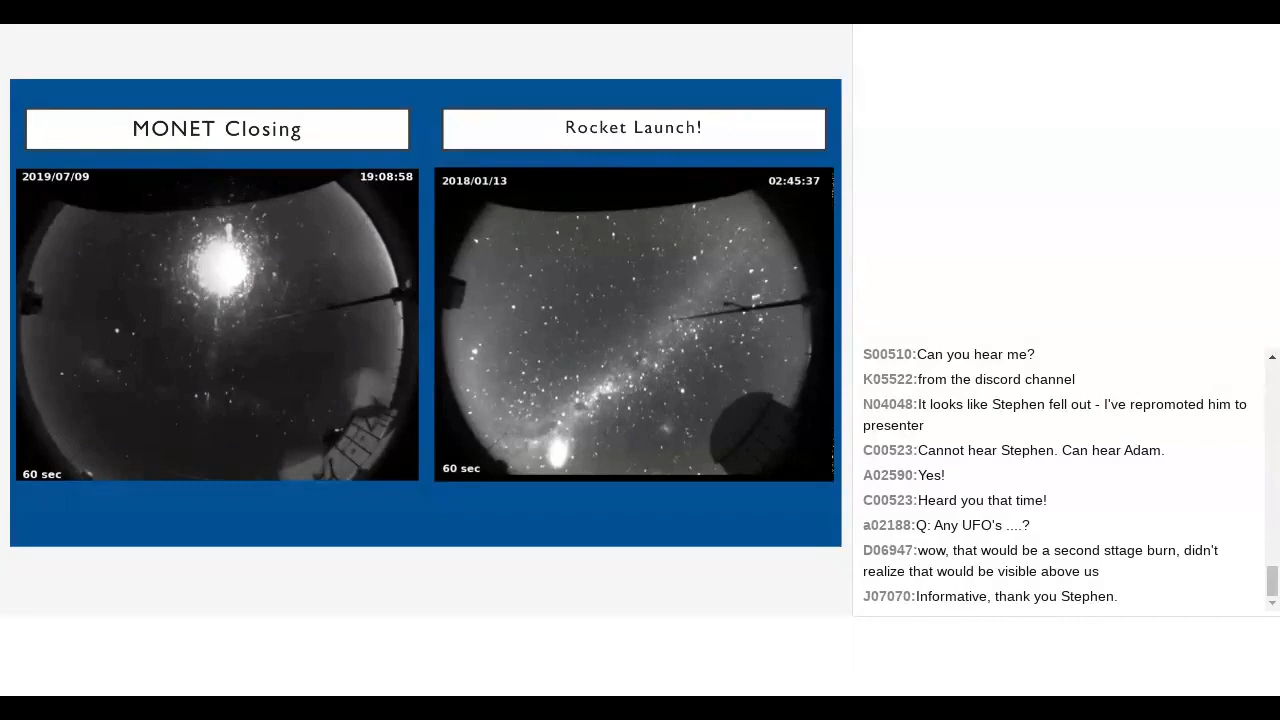 MONET Closing
Rocket Launch!
2019/07/09
19:08:58
60 sec
2018/01/13
02:45:37
60 sec
S00510:Can you hear me?
K05522:from the discord channel
N04048:It looks like Stephen fell out - I've repromoted him to
presenter
C00523:Cannot hear Stephen. Can hear Adam.
A02590:Yes!
C00523:Heard you that time!
a02188:Q: Any UFO's ....?
D06947:wow, that would be a second sttage burn, didn't
realize that would be visible above us
J07070:Informative, thank you Stephen.